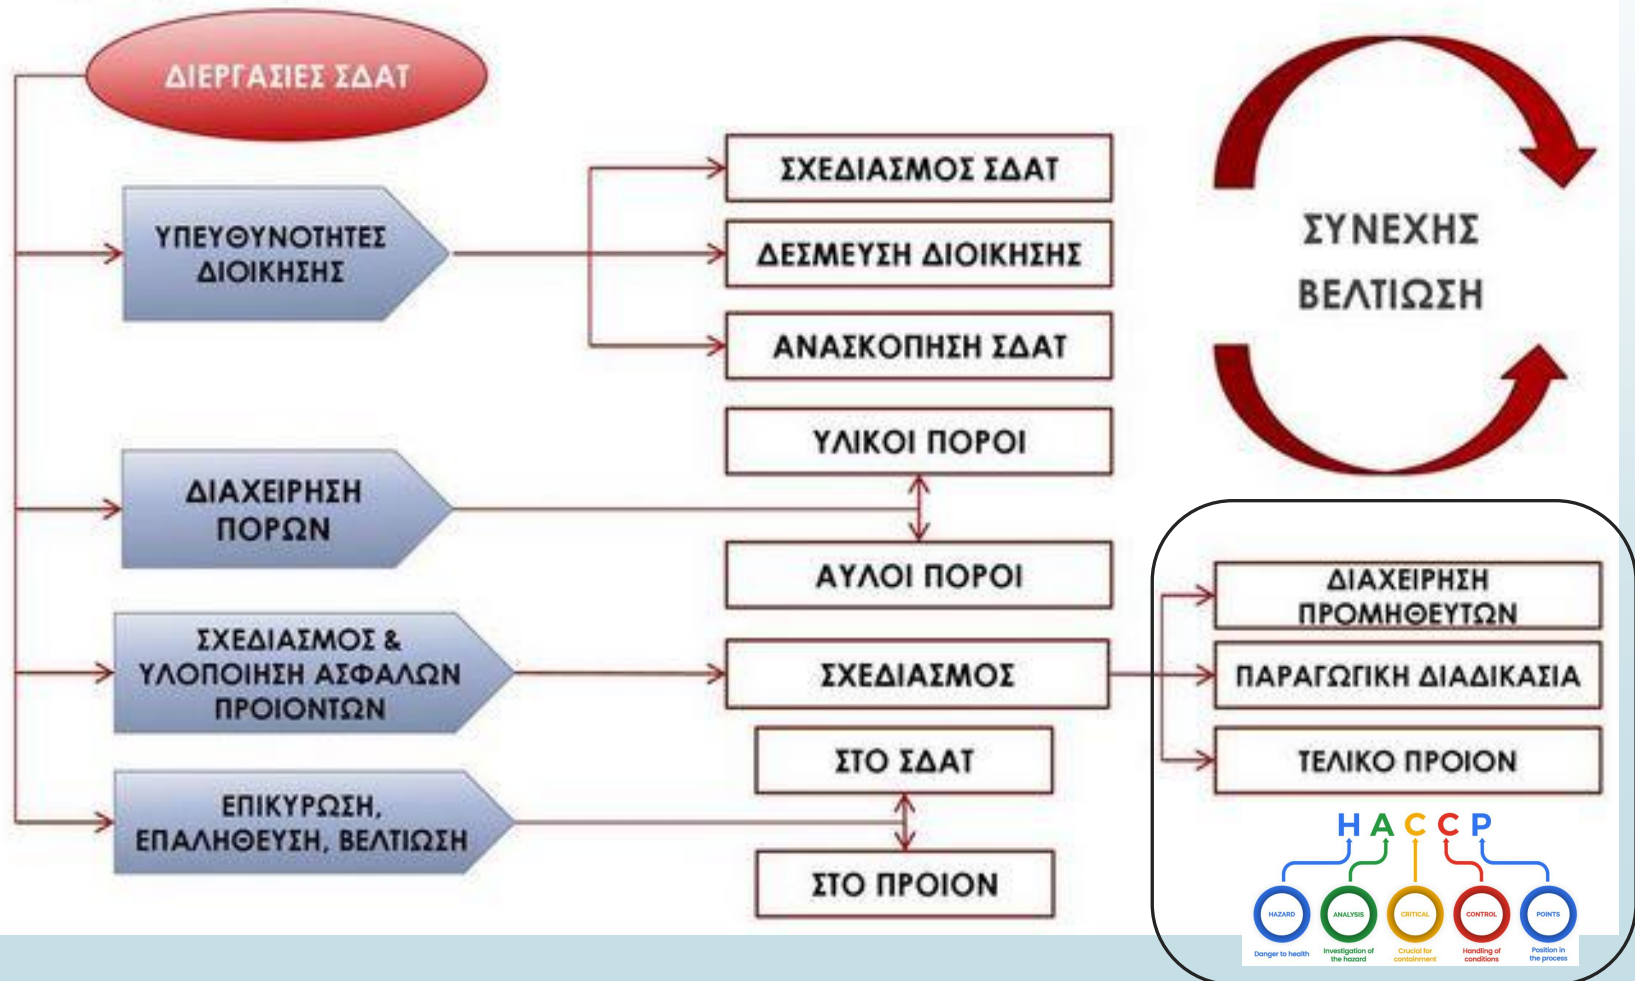 ΔΙΕΡΓΑΣΙΕΣ ΣΔΑΤ
ΥΠΕΥΘΥΝΟΤΗΤΕΣ
ΔΙΟΙΚΗΣΗΣ
ΣΧΕΔΙΑΣΜΟΣ ΣΔΑΤ
ΔΕΣΜΕΥΣΗ ΔΙΟΙΚΗΣΗΣ
ΑΝΑΣΚΟΠΗΣΗ ΣΔΑΤ
ΣΥΝΕΧΗΣ
ΒΕΛΤΙΩΣΗ
ΔΙΑΧΕΙΡΗΣΗ
ΠΟΡΩΝ
ΥΛΙΚΟΙ ΠΟΡΟΙ
ΑΥΛΟΙ ΠΟΡΟΙ
ΣΧΕΔΙΑΣΜΟΣ &
ΥΛΟΠΟΙΗΣΗ ΑΣΦΑΛΩΝ
ΠΡΟΙΟΝΤΩΝ
ΣΧΕΔΙΑΣΜΟΣ
ΔΙΑΧΕΙΡΗΣΗ
ΠΡΟΜΗΘΕΥΤΩΝ
ΠΑΡΑΓΩΓΙΚΗ ΔΙΑΔΙΚΑΣΙΑ
ΤΕΛΙΚΟ ΠΡΟΙΟΝ
ΕΠΙΚΥΡΩΣΗ,
ΕΠΑΛΗΘΕΥΣΗ, ΒΕΛΤΙΩΣΗ
ΣΤΟ ΣΔΑΤ
ΣΤΟ ΠΡΟΙΟΝ
H A C C P
HAZARD
Danger to health
ANALYSIS
Investigation of
the hazard
CRITICAL
Crucial for
containment
CONTROL
Handling of
conditions
POINTS
Position in
the process